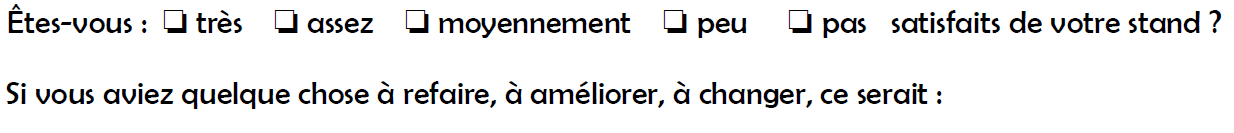 Êtes-vous : ❏ très ❏ assez ❏ moyennement ❏ peu ❏ pas satisfaits de votre stand ?
Si vous aviez quelque chose à refaire, à améliorer, à changer, ce serait :